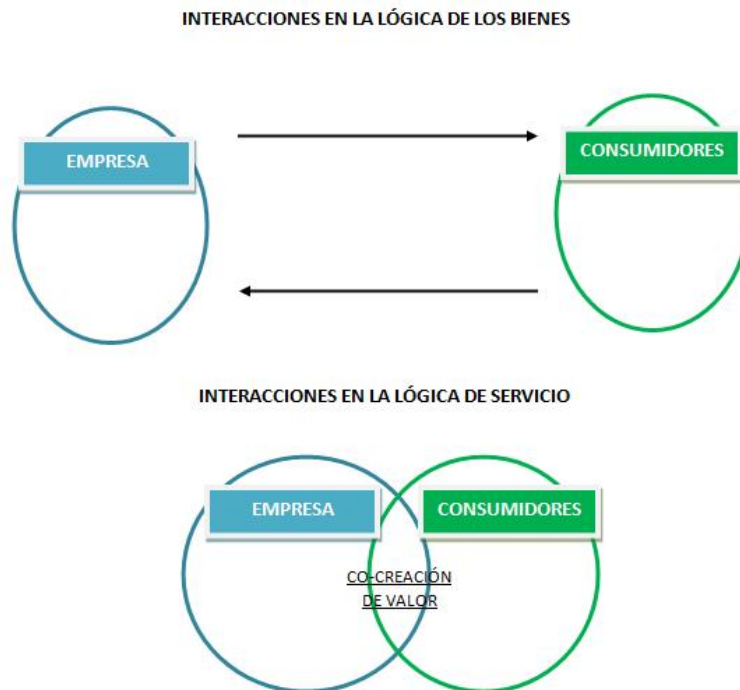 INTERACCIONES EN LA LÓGICA DE LOS BIENES
EMPRESA
CONSUMIDORES
INTERACCIONES EN LA LÓGICA DE SERVICIO
EMPRESA
CONSUMIDORES
CO-CREACIÓN
DE VALOR